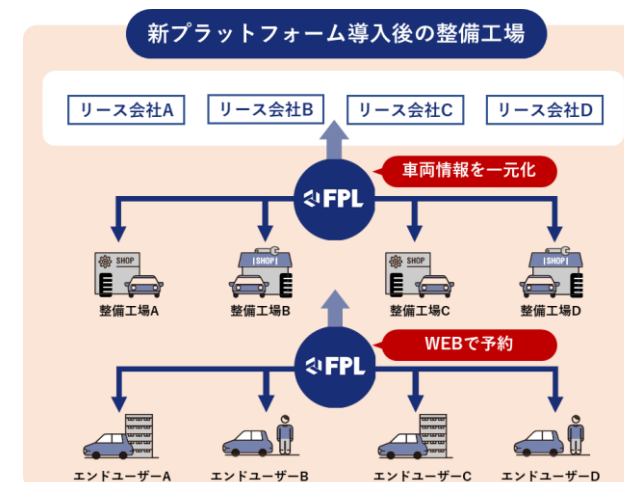 新プラットフォーム導入後の整備工場
リース会社A
リース会社B
リース会社C
リース会社D
車両情報を一元化
FPL
SHOP
SHOP
SHOP
SHOP
整備工場A
整備工場B
整備工場C
整備工場D
WEBで予約
FPL
エンドユーザーA
エンドユーザーB
エンドユーザーC
エンドユーザーD